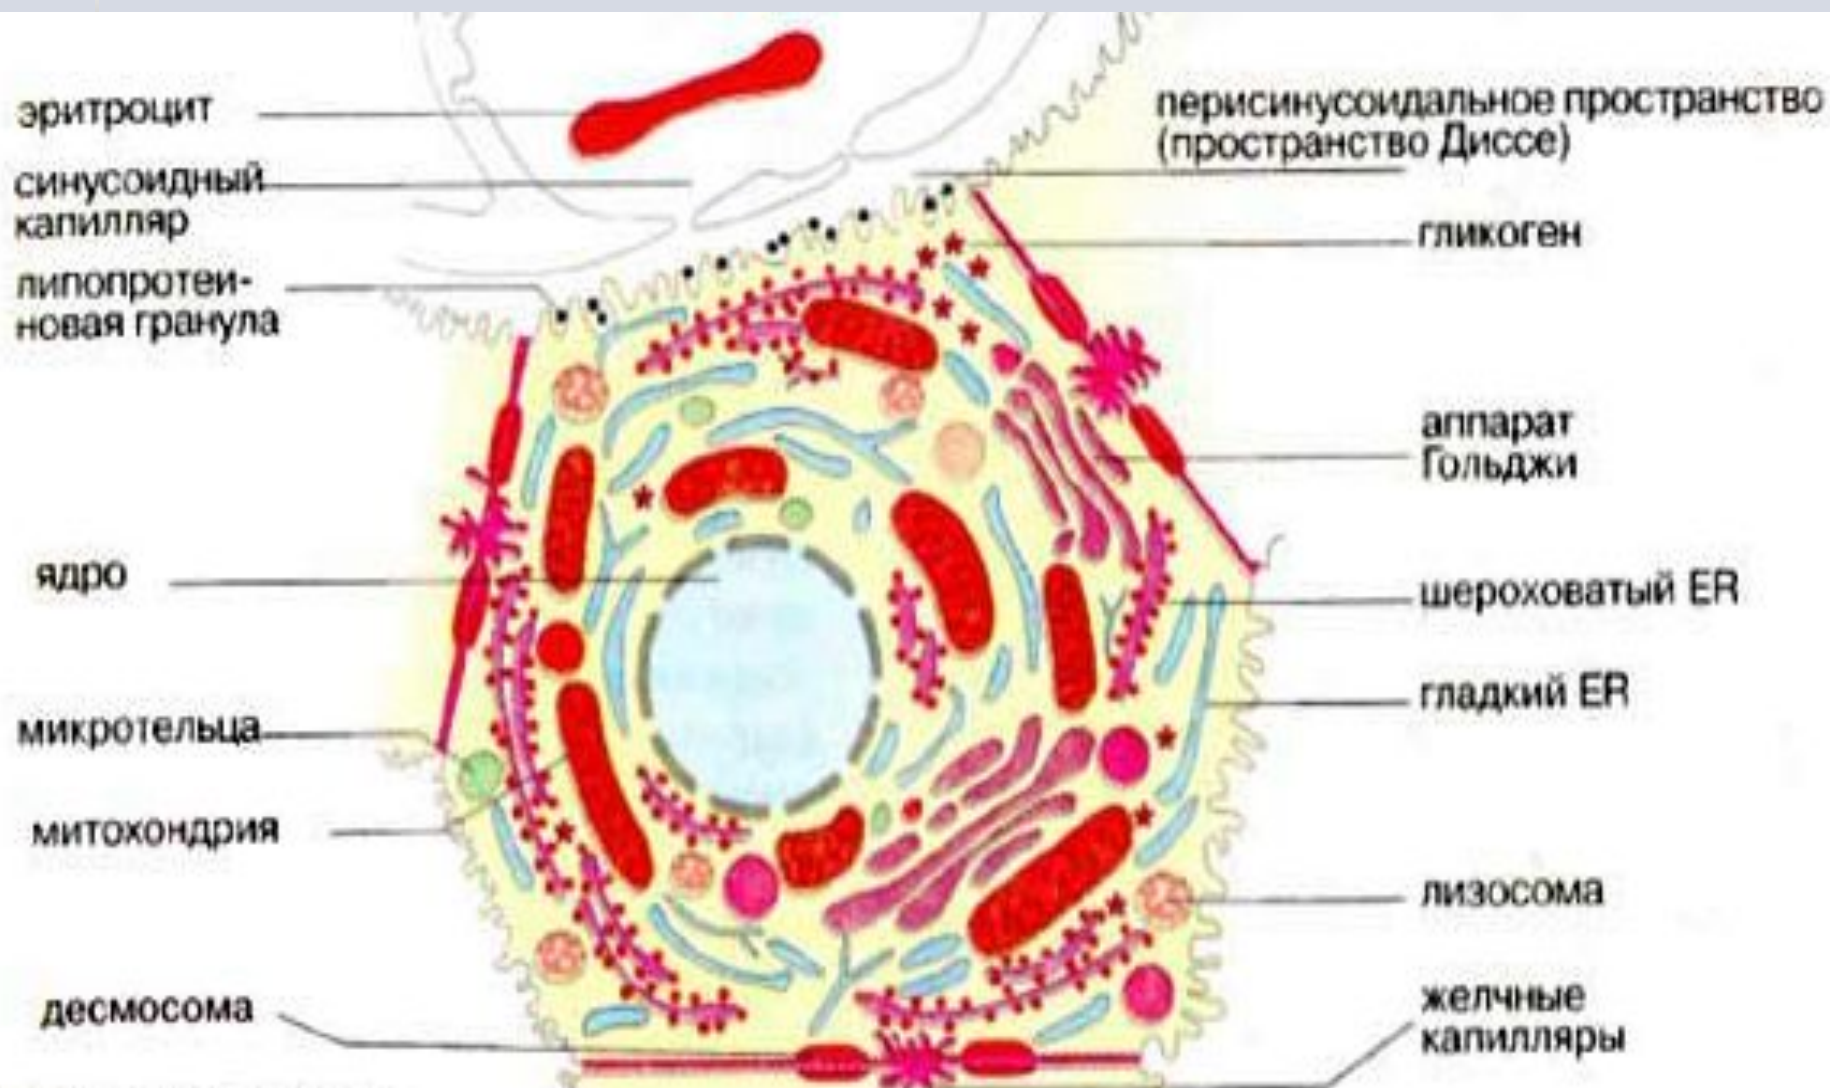 эритроцит
синусоидный
капилляр
липопротеи-
новая гранула
ядро
микротельца
митохондрия
десмосома
перисинусоидальное пространство
(пространство Диссе)
гликоген
аппарат
Гольджи
шероховатый ER
гладкий ER
лизосома
желчные
капилляры